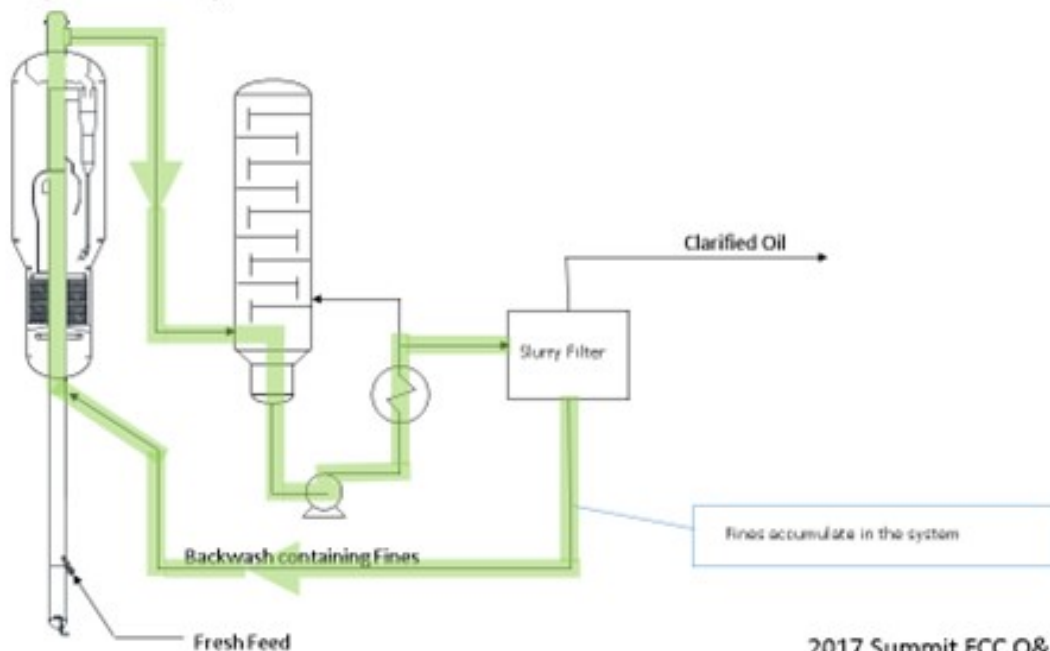 Clarified Oil
Slurry Filter
Fines accumulate in the system
Backwash containing Fines
Fresh Feed
2017 Summit FCC Q&